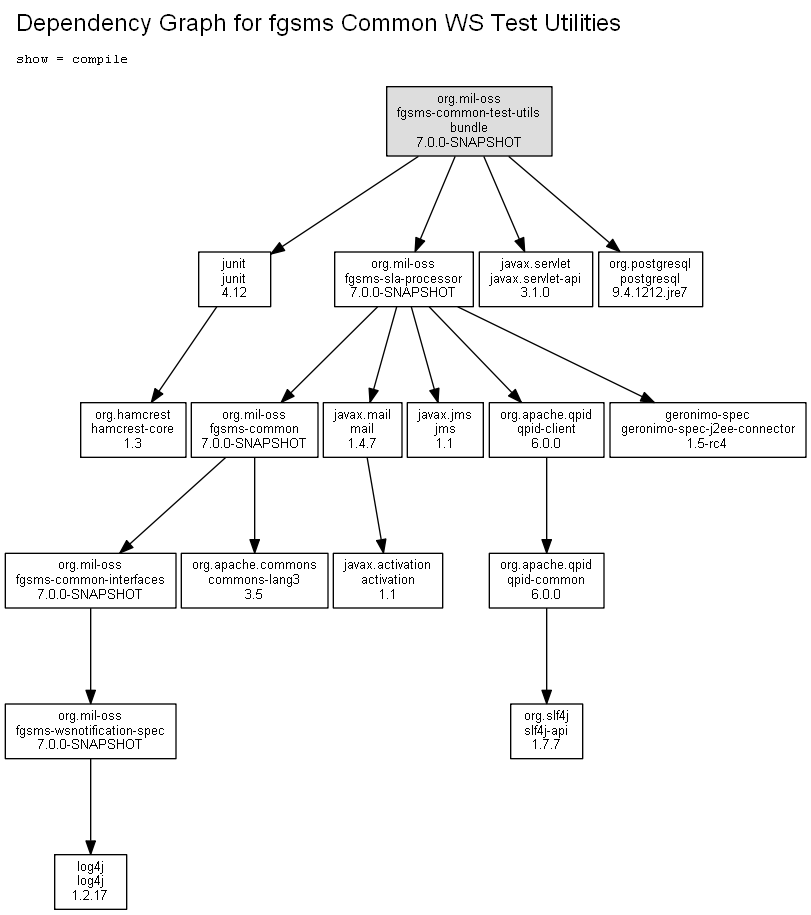 Dependency Graph for fgsms Common WS Test Utilities
show = compile
org.mil-oss
fgsms-common-test-utils
bundle
7.0.0-SNAPSHOT
junit
junit
4.12
org.mil-oss
fgsms-sla-processor
7.0.0-SNAPSHOT
javax.servlet
javax.servlet-api
3.1.0
org.postgresql
postgresql
9.4.1212.jre7
org.hamcrest
hamcrest-core
1.3
org.mil-oss
fgsms-common
7.0.0-SNAPSHOT
javax.mail
mail
1.4.7
javax.jms
jms
1.1
org.apache.qpid
qpid-client
6.0.0
geronimo-spec
geronimo-spec-j2ee-connector
1.5-rc4
org.mil-oss
fgsms-common-interfaces
7.0.0-SNAPSHOT
org.apache.commons
commons-lang3
3.5
javax.activation
activation
1.1
org.apache.qpid
qpid-common
6.0.0
org.mil-oss
fgsms-wsnotification-spec
7.0.0-SNAPSHOT
org.slf4j
slf4j-api
1.7.7
log4j
log4j
1.2.17